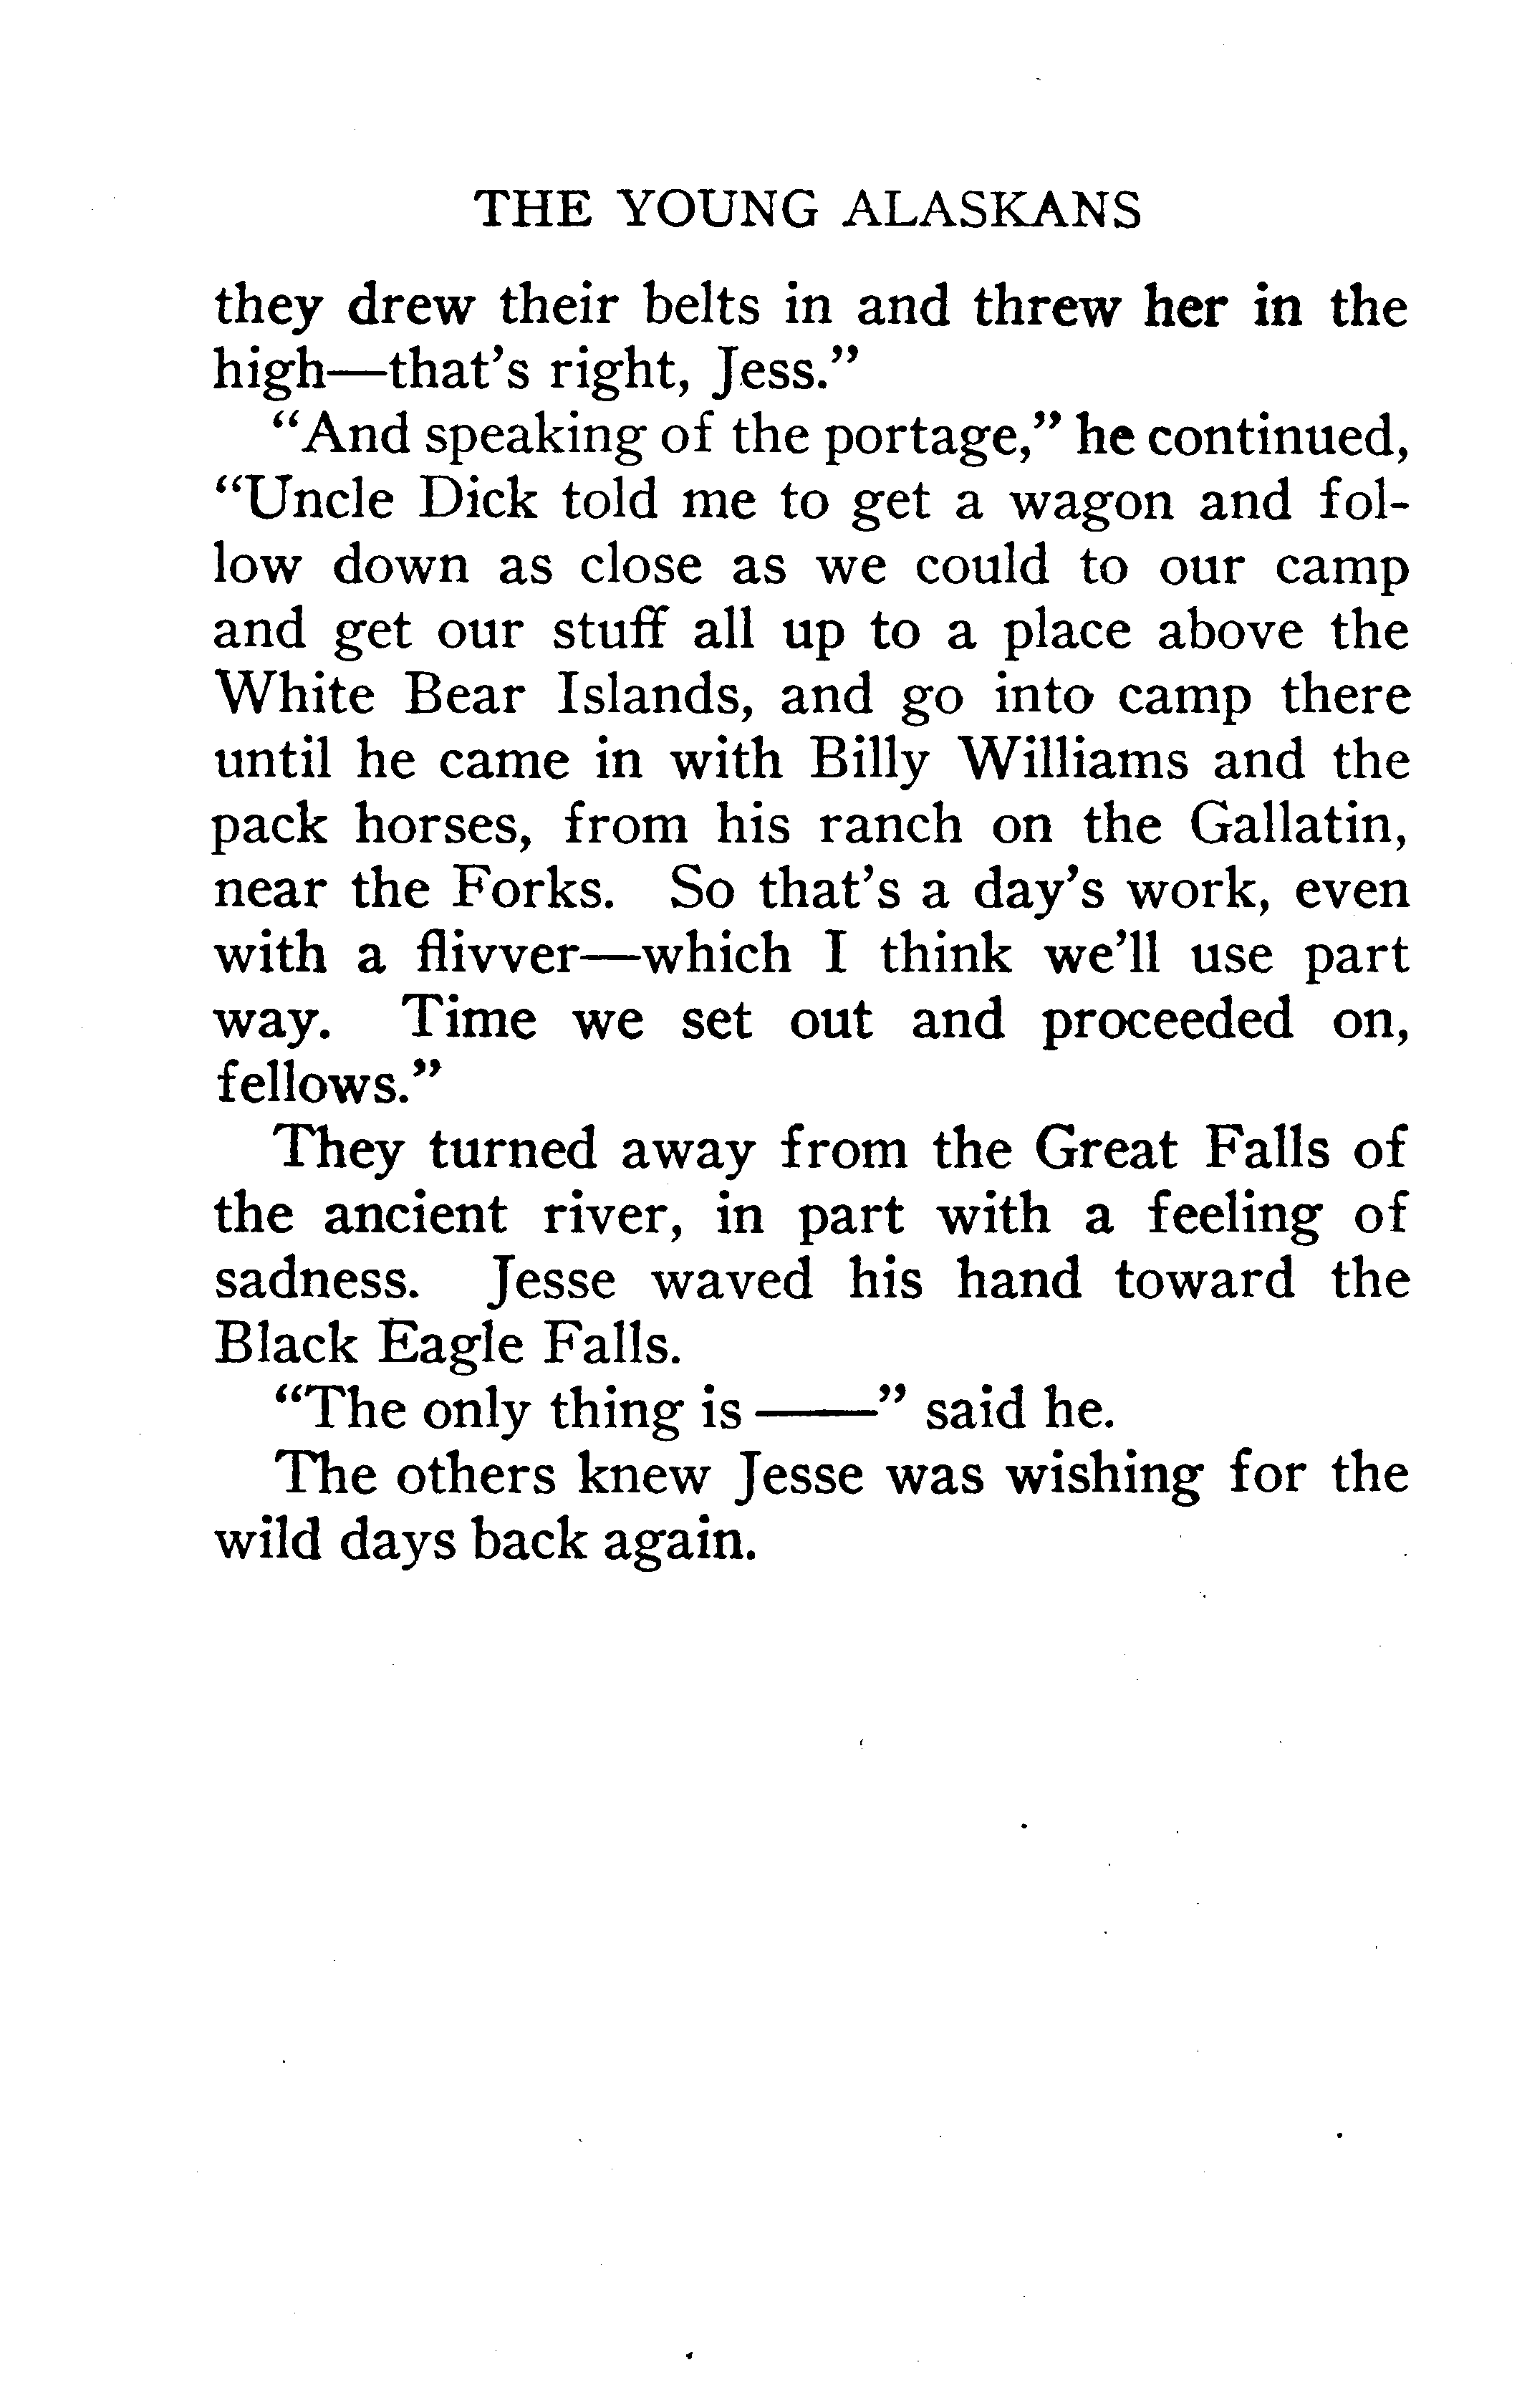 THE YOUNG ALASKANS
they drew their belts in and threw her in the
high—that's right, Jess."
"And speaking of the portage," he continued,
"Uncle Dick told me to get a wagon and fol-
low down as close as we could to our camp
and get our stuff all up to a place above the
White Bear Islands, and go into camp there
until he came in with Billy Williams and the
pack horses, from his ranch on the Gallatin,
near the Forks. So that's a day's work, even
with a flivver—which I think we'll use part
way. Time we set out and proceeded on,
fellows."
They turned away from the Great Falls of
the ancient river, in part with a feeling of
sadness. Jesse waved his hand toward the
Black Eagle Falls.
"The only thing is ——" said he.
The others knew Jesse was wishing for the
wild days back again.